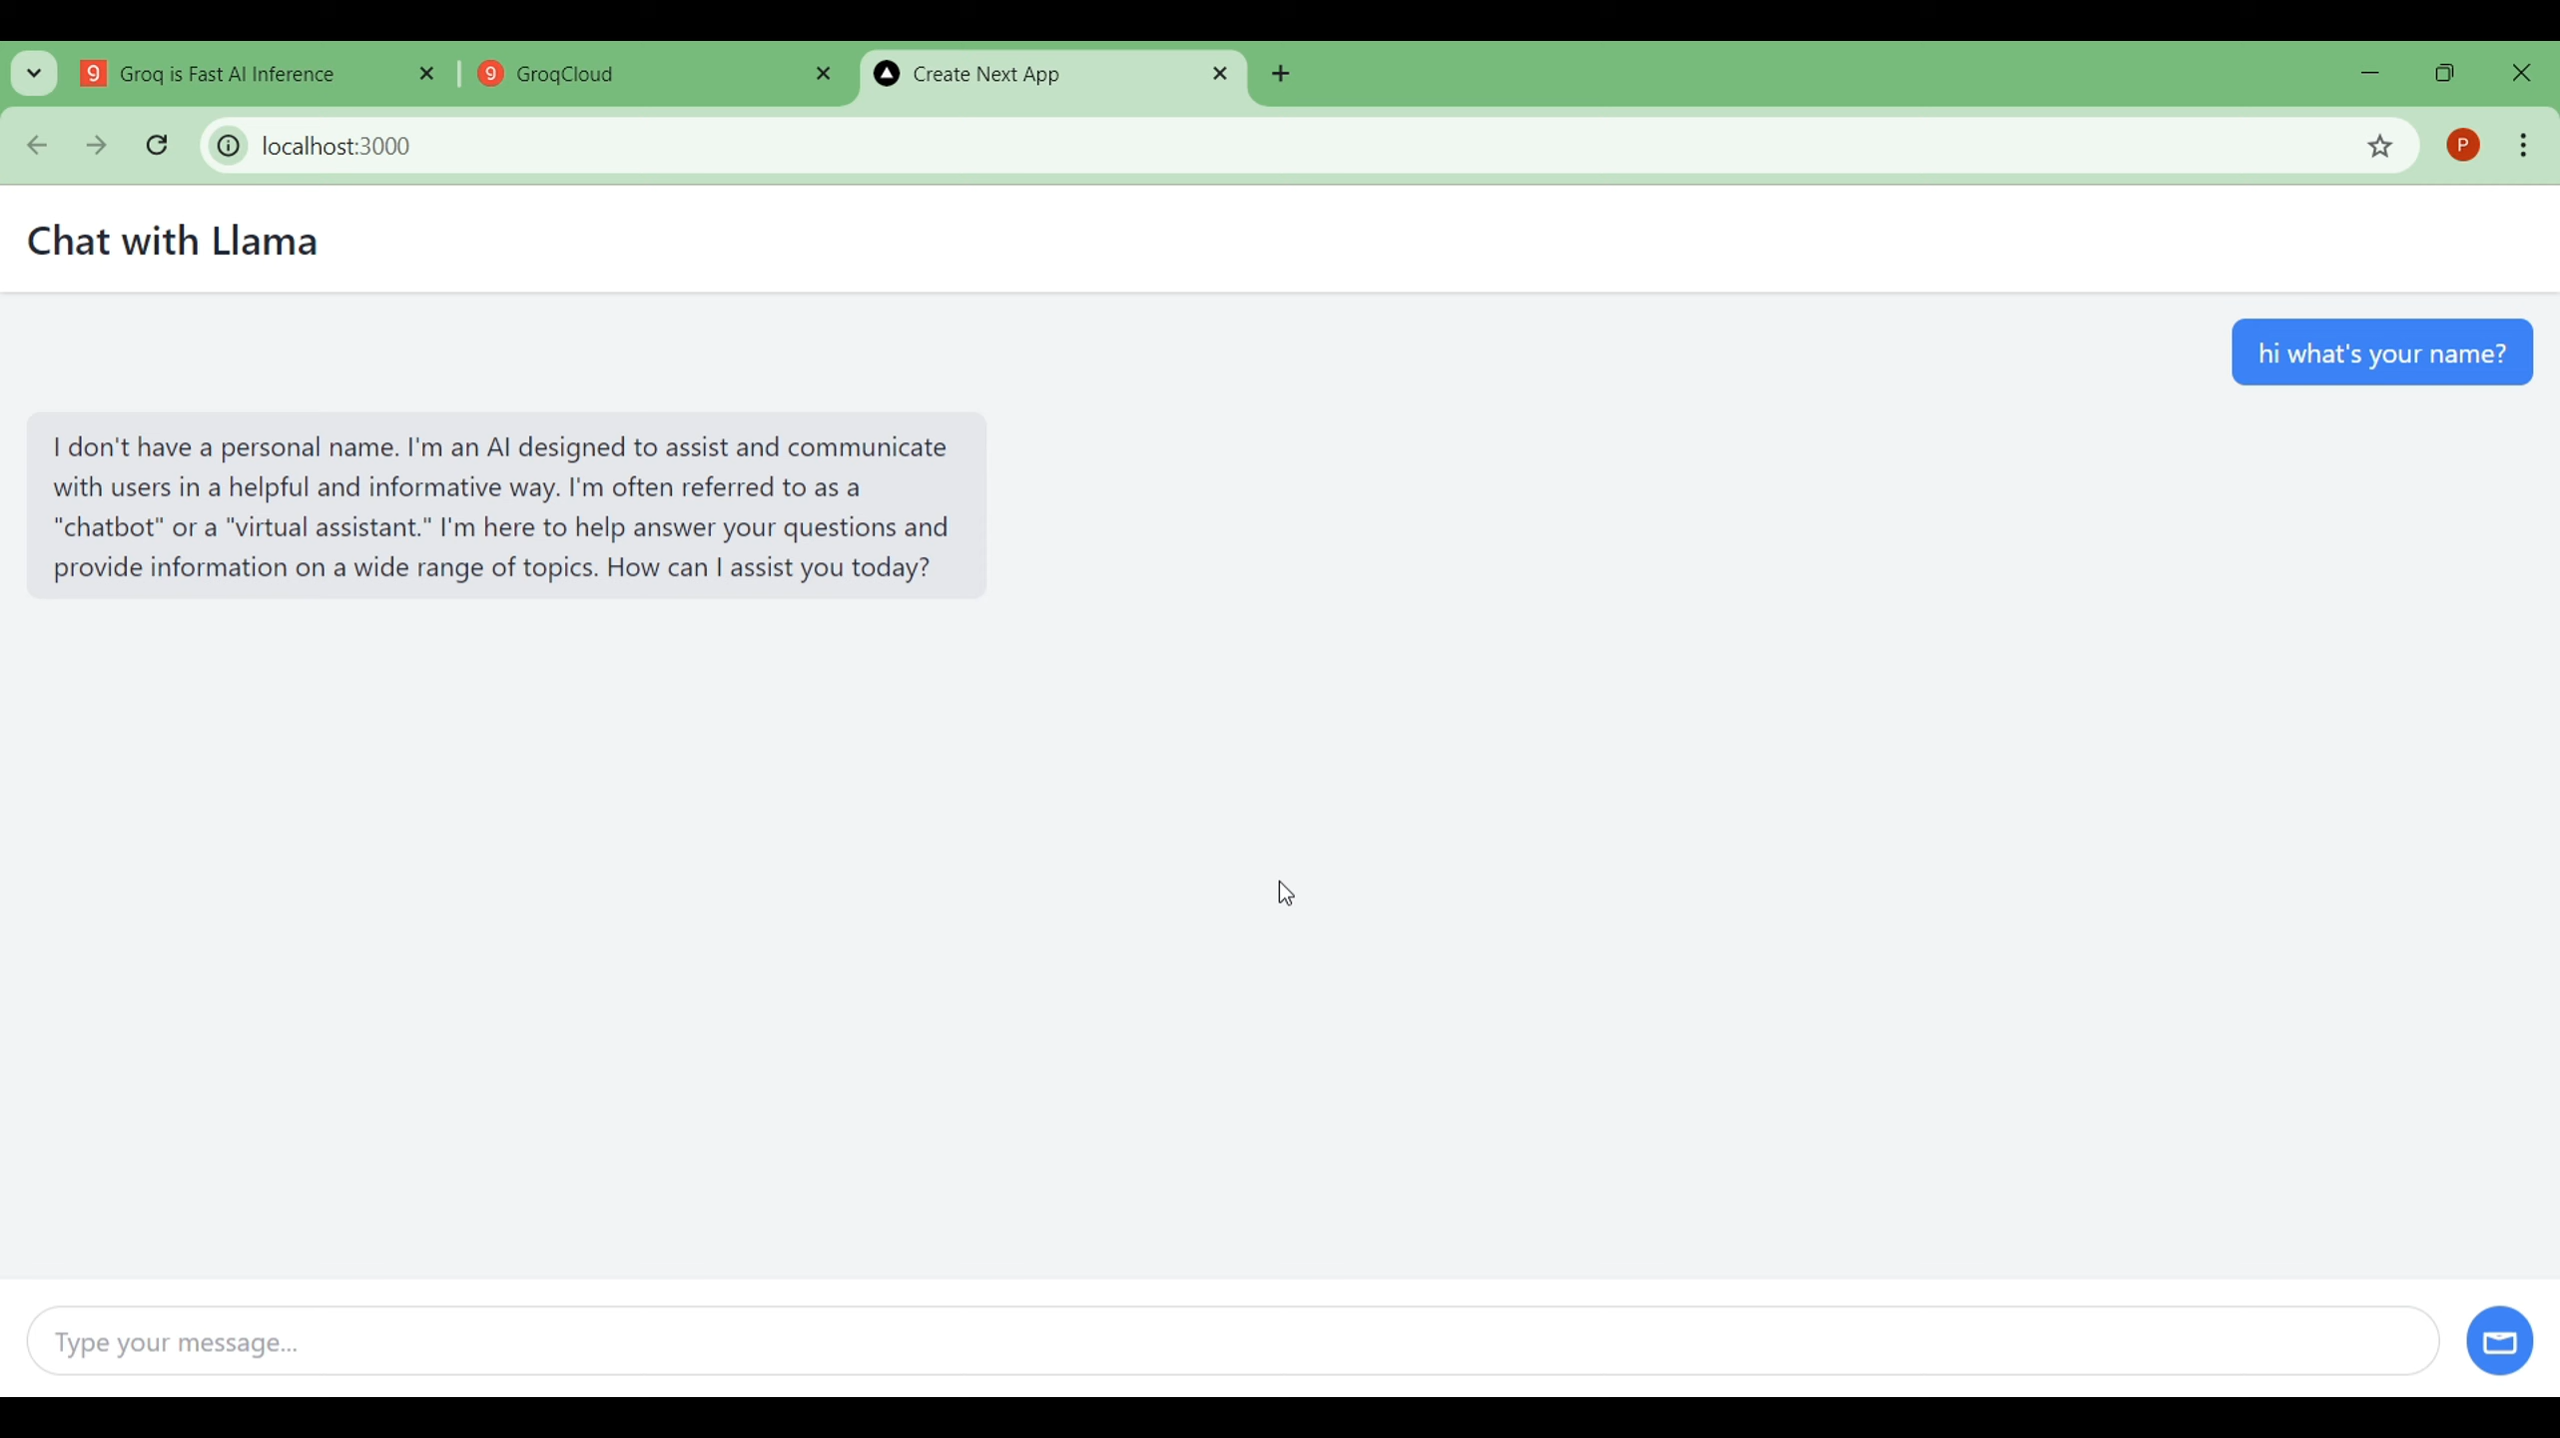 Groq is Fast AI Inference
GroqCloud
Create Next App
localhost:3000
P
Chat with Llama
hi what's your name?
I don't have a personal name. I'm an AI designed to assist and communicate
with users in a helpful and informative way. I'm often referred to as a
"chatbot" or a "virtual assistant." I'm here to help answer your questions and
provide information on a wide range of topics. How can I assist you today?
Type your message...